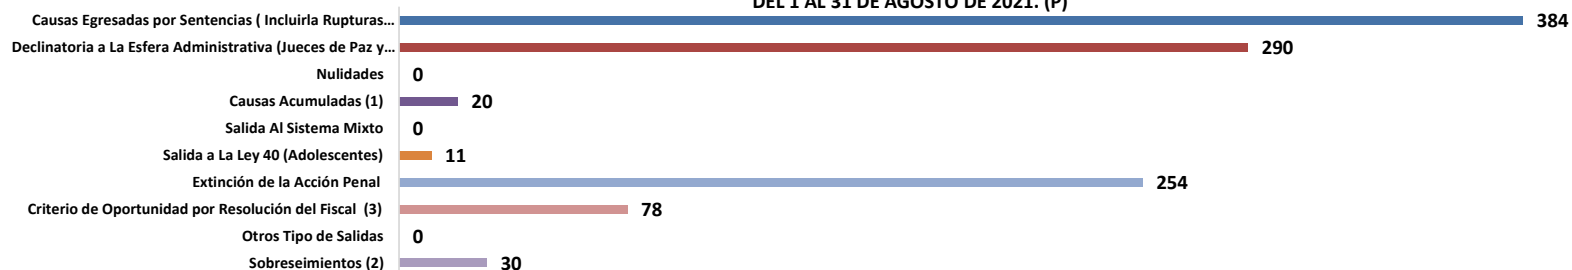 DEL 1 AL 31 DE AGOSTO DE 2021. (P)
Causas Egresadas por Sentencias ( Incluirla Rupturas... 384
Declinatoria a La Esfera Administrativa (Jueces de Paz y... 290
Nulidades 0
Causas Acumuladas (1) 20
Salida Al Sistema Mixto 0
Salida a La Ley 40 (Adolescentes) 11
Extinción de la Acción Penal 254
Criterio de Oportunidad por Resolución del Fiscal (3) 78
Otros Tipo de Salidas 0
Sobreseimientos (2) 30